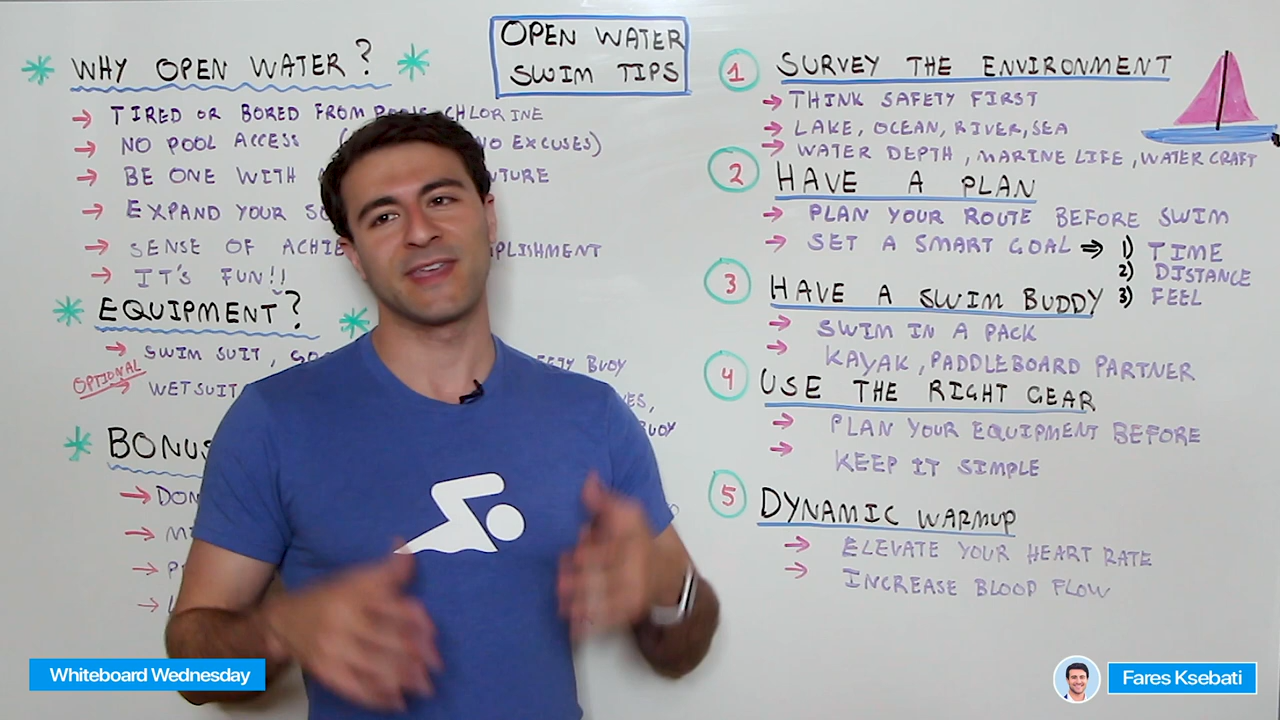 OPEN WATER
SWIM TIPS
WHY OPEN WATER?
→ TIRED OR BORED FROM POOLS, CHLORINE
→ NO POOL ACCESS NO EXCUSES)
→ BE ONE WITH
→ EXPAND YOUR
→ SENSE OF
→ IT'S FUN!!
EQUIPMENT?
→ SWIM SUIT, BUOY
OPTIONAL
→ WETSUIT
BUOY
BONUS
→
→
→
→
1 SURVEY THE ENVIRONMENT
→ THINK SAFETY FIRST
→ LAKE, OCEAN, RIVER, SEA
→ WATER DEPTH, MARINE LIFE, WATER CRAFT
2 HAVE A PLAN
→ PLAN YOUR ROUTE BEFORE SWIM
→ SET A SMART GOAL ⇒ 1) TIME
2) DISTANCE
3) FEEL
3 HAVE A SWIM BUDDY
→ SWIM IN A PACK
→ KAYAK, PADDLEBOARD PARTNER
4 USE THE RIGHT GEAR
→ PLAN YOUR EQUIPMENT BEFORE
→ KEEP IT SIMPLE
5 DYNAMIC WARMUP
→ ELEVATE YOUR HEART RATE
→ INCREASE BLOOD FLOW
Whiteboard Wednesday
Fares Ksebati